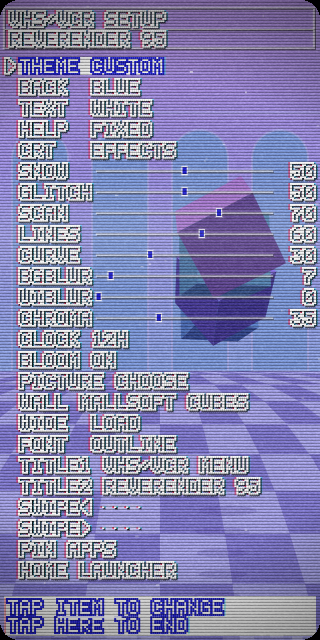 VHS/VCR SETUP
REVERENDER 95
THEME CUSTOM
BACK BLUE
TEXT WHITE
HELP FIXED
CRT EFFECTS
SNOW 50
GLITCH 50
SCAN 70
LINES 60
CURVE 30
BGBLUR 7
UIBLUR 0
CHROMA 35
CLOCK 12H
BLOOM ON
PICTURE CHOOSE
WALL MALLSOFT CUBES
WIDE LOAD
FONT OUTLINE
TITLE1 VHS/VCR MENU
TITLE2 REVERENDER 95
SWIPE◁ ----
SWIPE▷ ----
PIN APPS
HOME LAUNCHER
TAP ITEM TO CHANGE
TAP HERE TO END